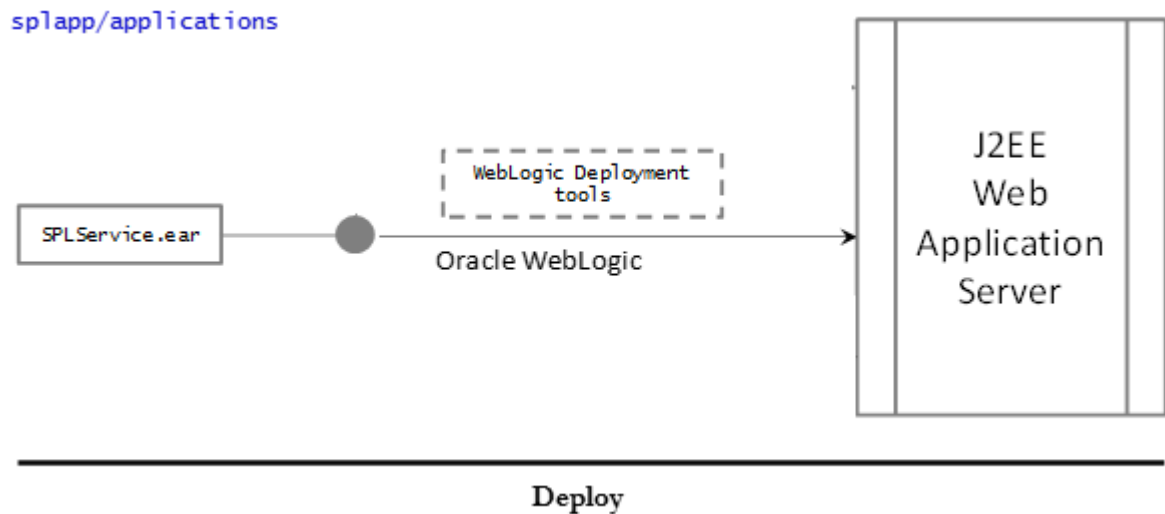 splapp/applications
WebLogic Deployment
tools
SPLService.ear
Oracle WebLogic
J2EE
Web
Application
Server
Deploy